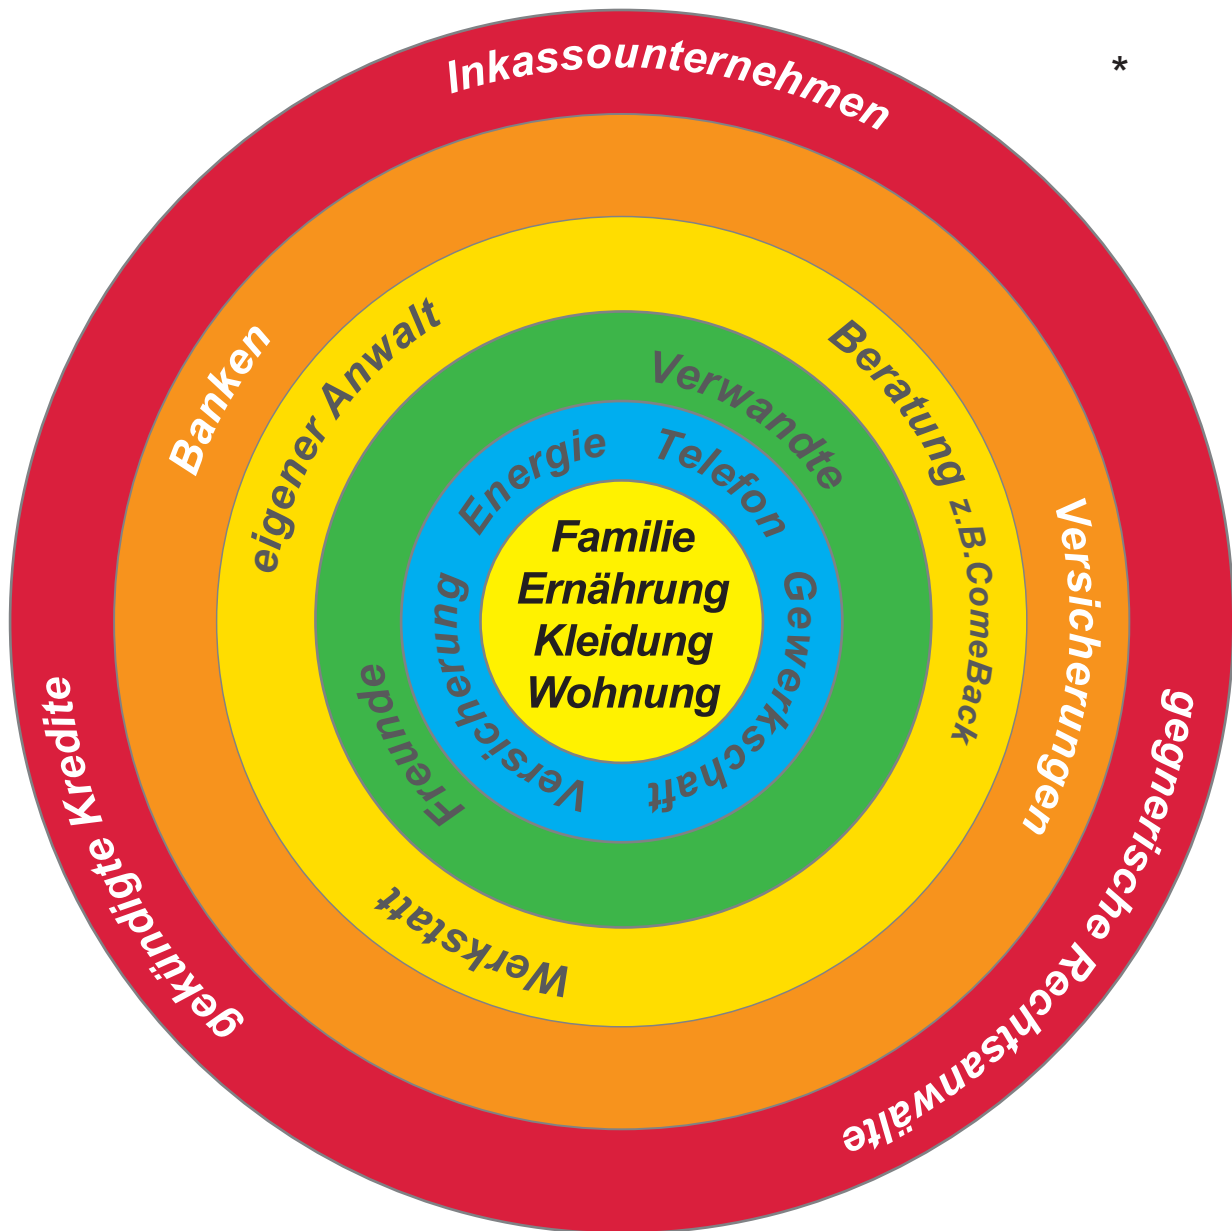 Inkassounternehmen
*
Banken
eigener Anwalt
Beratung z.B.ComeBack
Verwandte
Energie
Telefon
Versicherungen
Familie
Ernährung
Kleidung
Wohnung
Versicherung
Gewerkschaft
Freunde
Werkstatt
gekündigte Kredlite
gegnerische Rechtsanwälte